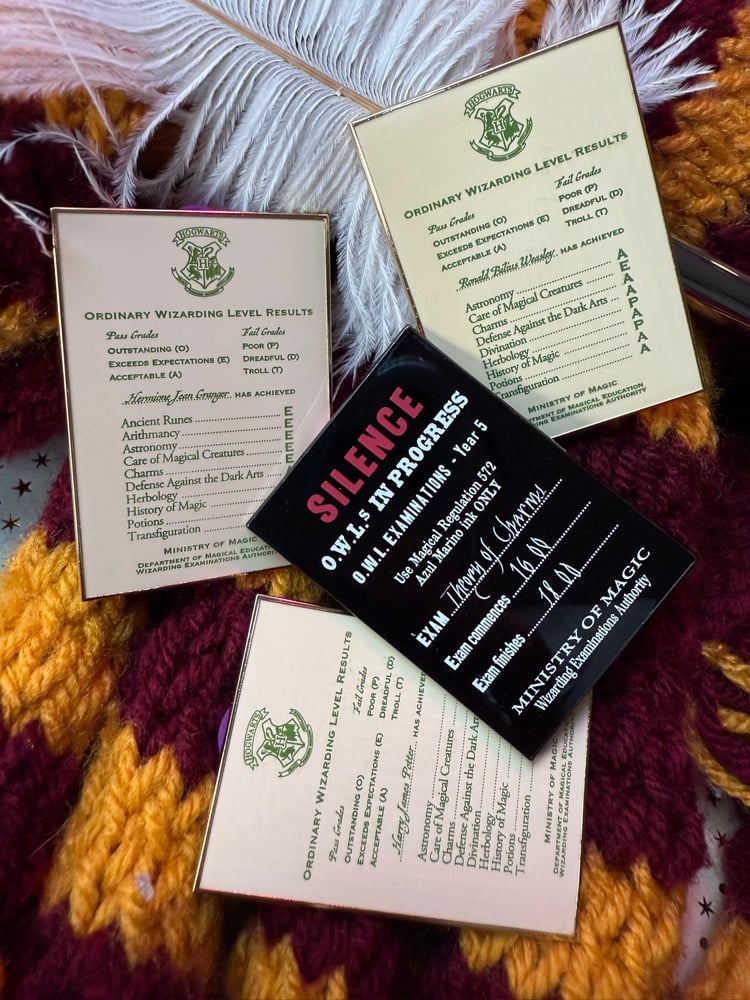 HOGWARTS
ORDINARY WIZARDING LEVEL RESULTS
Pass Grades
Fail Grades
OUTSTANDING (O)
POOR (P)
EXCEEDS EXPECTATIONS (E)
DREADFUL (D)
ACCEPTABLE (A)
TROLL (T)
Ronald Bilius Weasley HAS ACHIEVED
Astronomy A
Care of Magical Creatures E
Charms
Defense Against the Dark Arts
Divination
Herbology
History of Magic
Potions
Transfiguration
MINISTRY OF MAGIC
DEPARTMENT OF MAGICAL EDUCATION
EXAMINATIONS AUTHORITY
HOGWARTS
ORDINARY WIZARDING LEVEL RESULTS
Pass Grades
Fail Grades
OUTSTANDING (O)
POOR (P)
EXCEEDS EXPECTATIONS (E)
DREADFUL (D)
ACCEPTABLE (A)
TROLL (T)
Hermione Jean Granger HAS ACHIEVED
Ancient Runes E
Arithmancy E
Astronomy E
Care of Magical Creatures E
Charms
Defense Against the Dark Arts
Herbology
History of Magic
Potions
Transfiguration
MINISTRY OF MAGIC
DEPARTMENT OF MAGICAL
WIZARDING EXAMINATIONS
SILENCE
O.W.L.s IN PROGRESS
O.W.L. EXAMINATIONS - Year 5
Use Magical Regulation 572
Azul Marino ink ONLY
EXAM Theory of Charms
Exam commences 16.00
Exam finishes 18.00
MINISTRY OF MAGIC
Wizarding Examinations Authority
HOGWARTS
ORDINARY WIZARDING LEVEL RESULTS
Pass Grades
Fail Grades
OUTSTANDING (O)
POOR (P)
EXCEEDS EXPECTATIONS (E)
DREADFUL (D)
ACCEPTABLE (A)
TROLL (T)
Harry James Potter HAS ACHIEVED
Astronomy
Care of Magical Creatures
Charms
Defense Against the Dark
Divination
Herbology
History of Magic
Potions
Transfiguration
MINISTRY OF MAGIC
DEPARTMENT OF MAGICAL
WIZARDING EXAMINATIONS